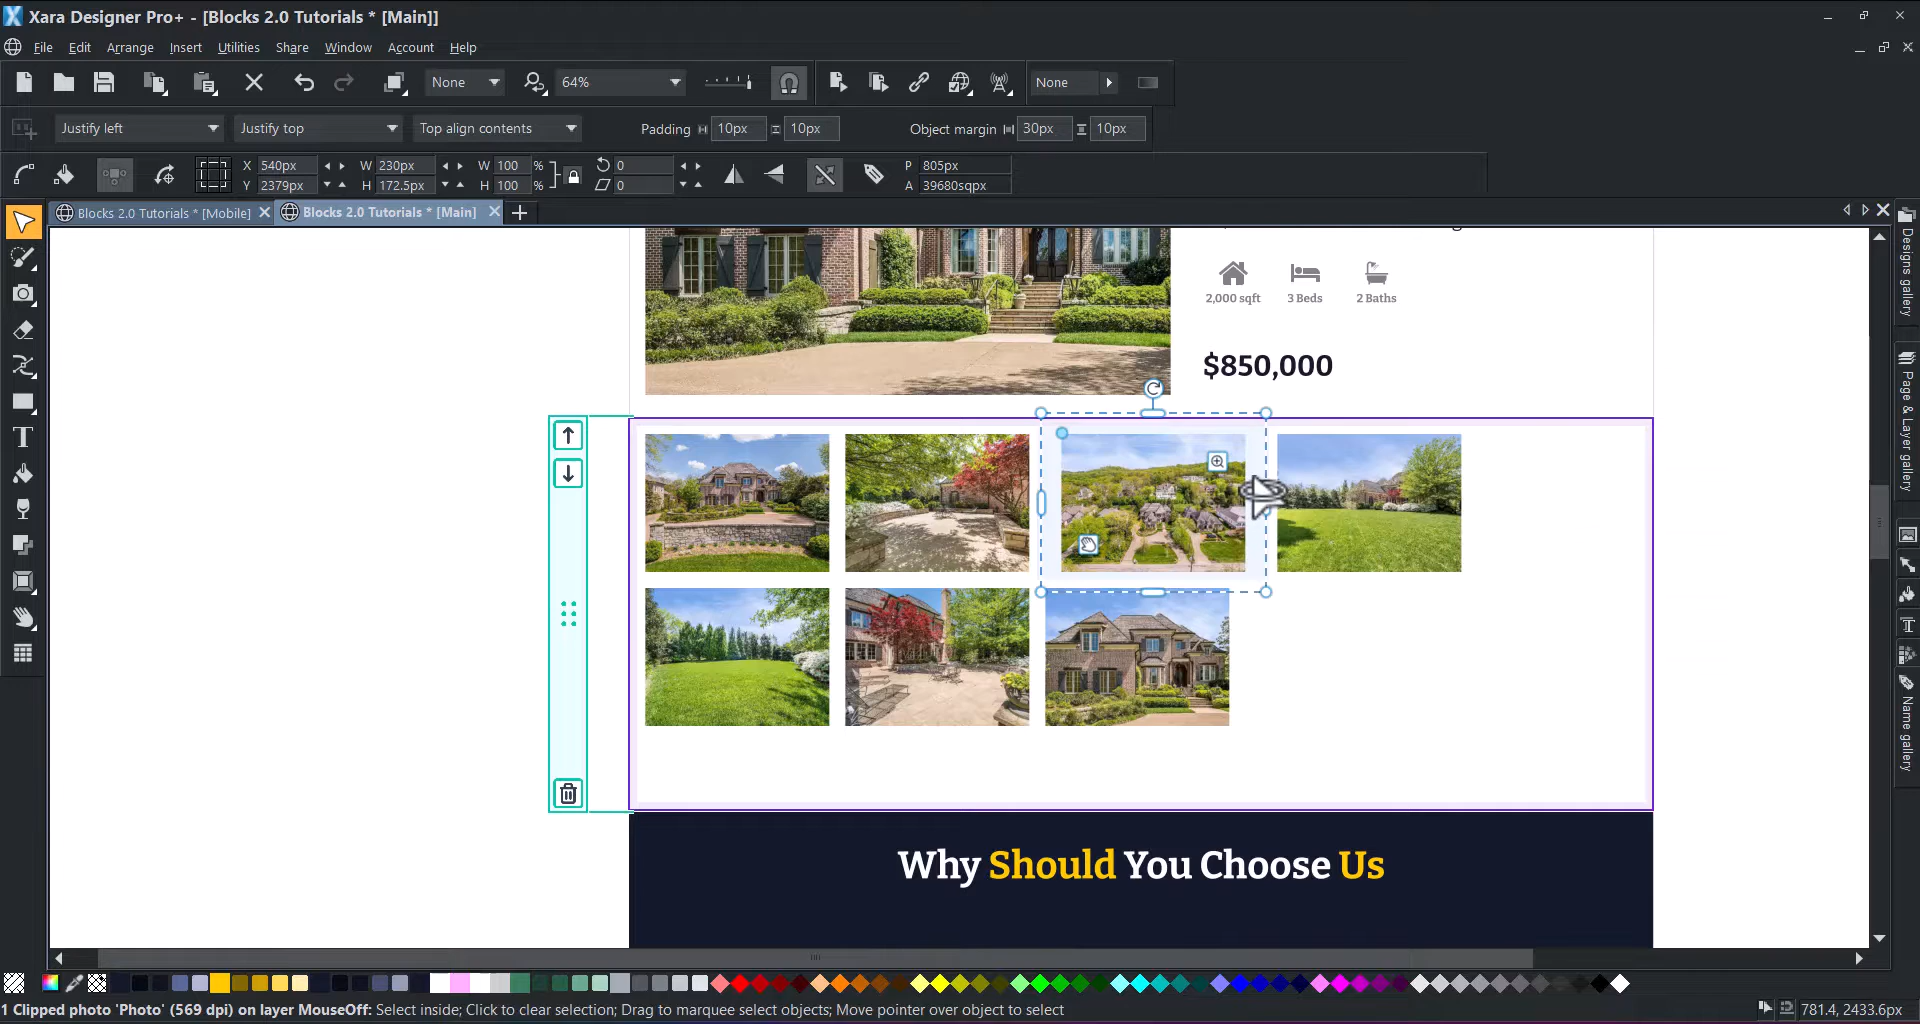 Xara Designer Pro+ - [Blocks 2.0 Tutorials * [Main]]
File Edit Arrange Insert Utilities Share Window Account Help
None 64% None
Justify left Justify top Top align contents Padding 10px 10px Object margin 30px 10px
X 540px W 230px W 100 % 0 P 805px
Y 2379px H 172.5px H 100 % 0 A 39680sqpx
Blocks 2.0 Tutorials * [Mobile] Blocks 2.0 Tutorials * [Main]
Designs gallery
Page & Layer gallery
Name gallery
2,000 sqft 3 Beds 2 Baths
$850,000
Why Should You Choose Us
1 Clipped photo 'Photo' (569 dpi) on layer MouseOff: Select inside; Click to clear selection; Drag to marquee select objects; Move pointer over object to select 781.4, 2433.6px